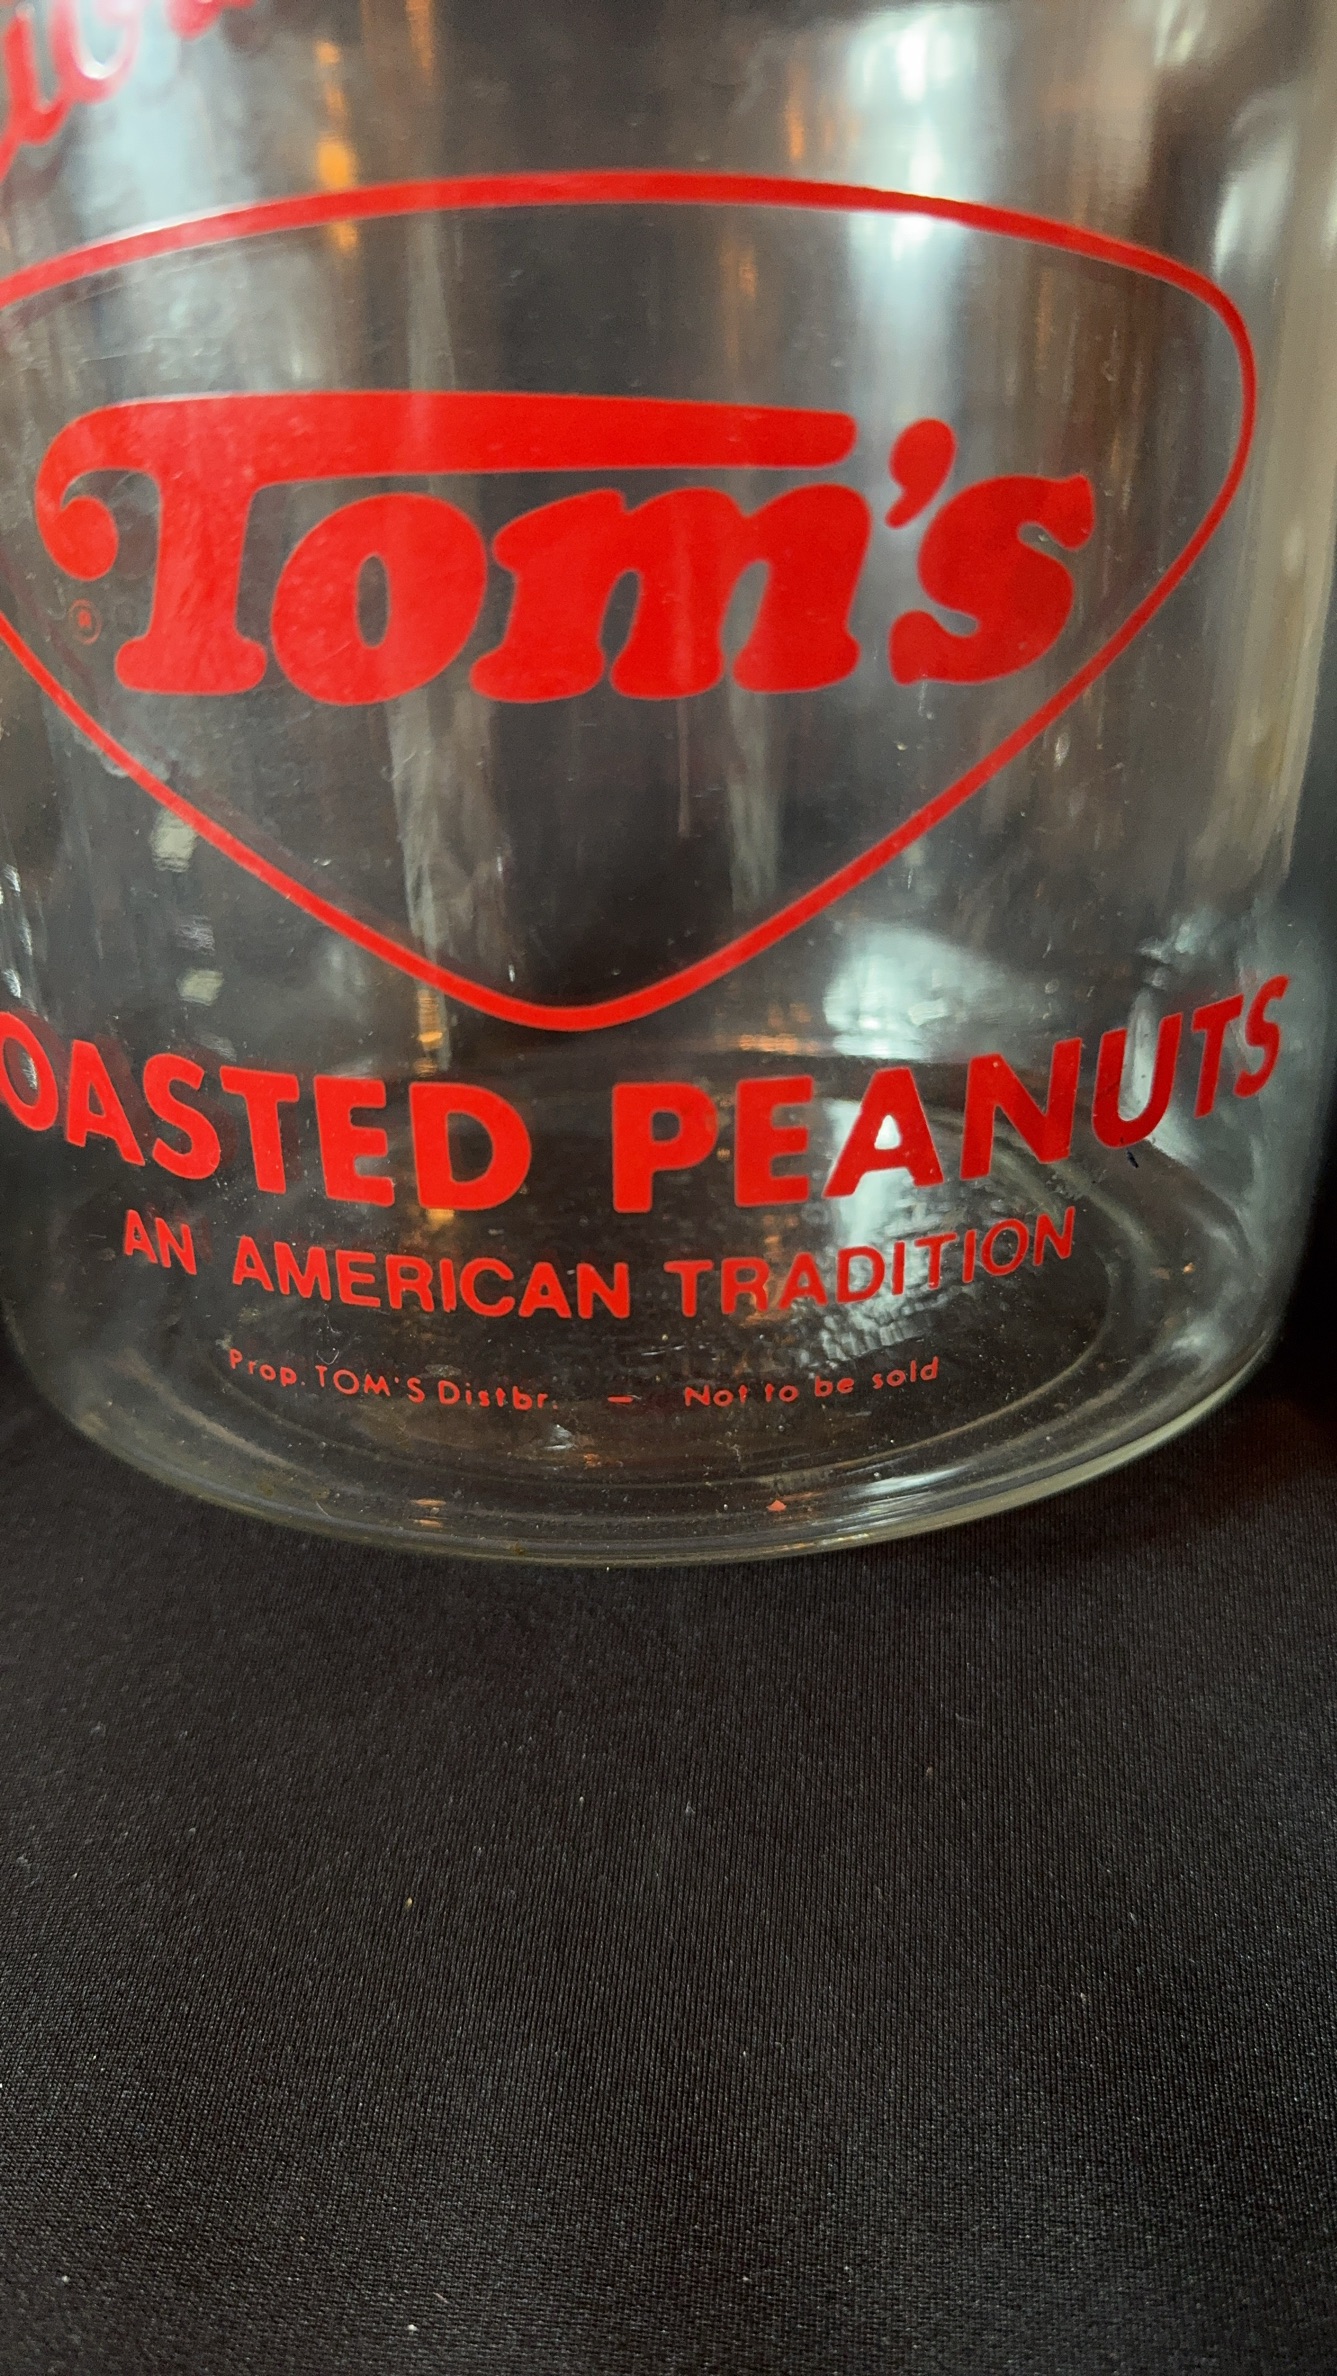 Tom's
®
OASTED PEANUTS
AN AMERICAN TRADITION
Prop. TOM'S Distbr. — Not to be sold